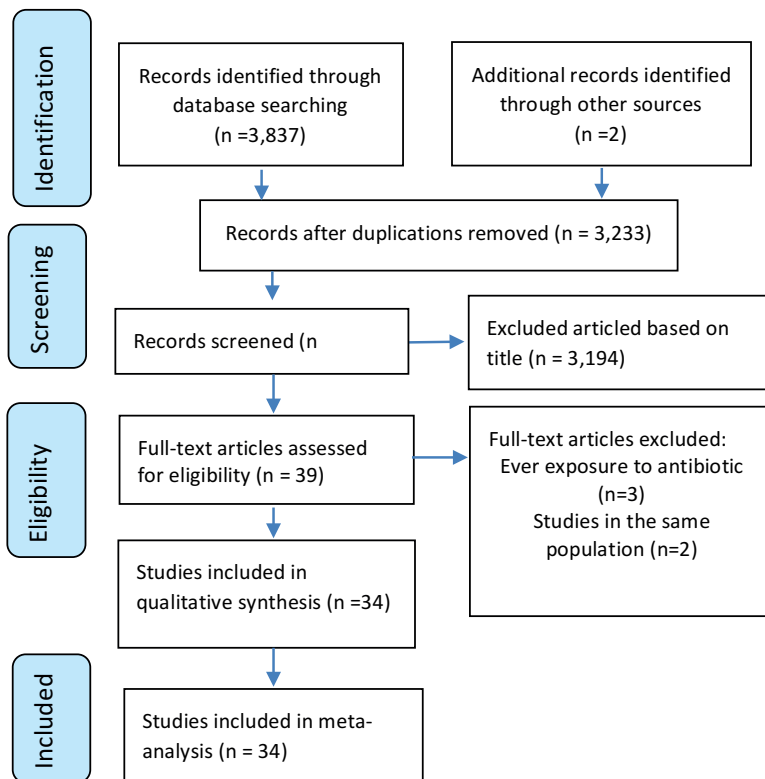 Identification
Records identified through
database searching
(n =3,837)
Additional records identified
through other sources
(n =2)
Records after duplications removed (n = 3,233)
Screening
Records screened (n
Excluded articled based on
title (n = 3,194)
Eligibility
Full-text articles assessed
for eligibility (n = 39)
Full-text articles excluded:
Ever exposure to antibiotic
(n=3)
Studies in the same
population (n=2)
Studies included in
qualitative synthesis (n =34)
Included
Studies included in meta-
analysis (n = 34)